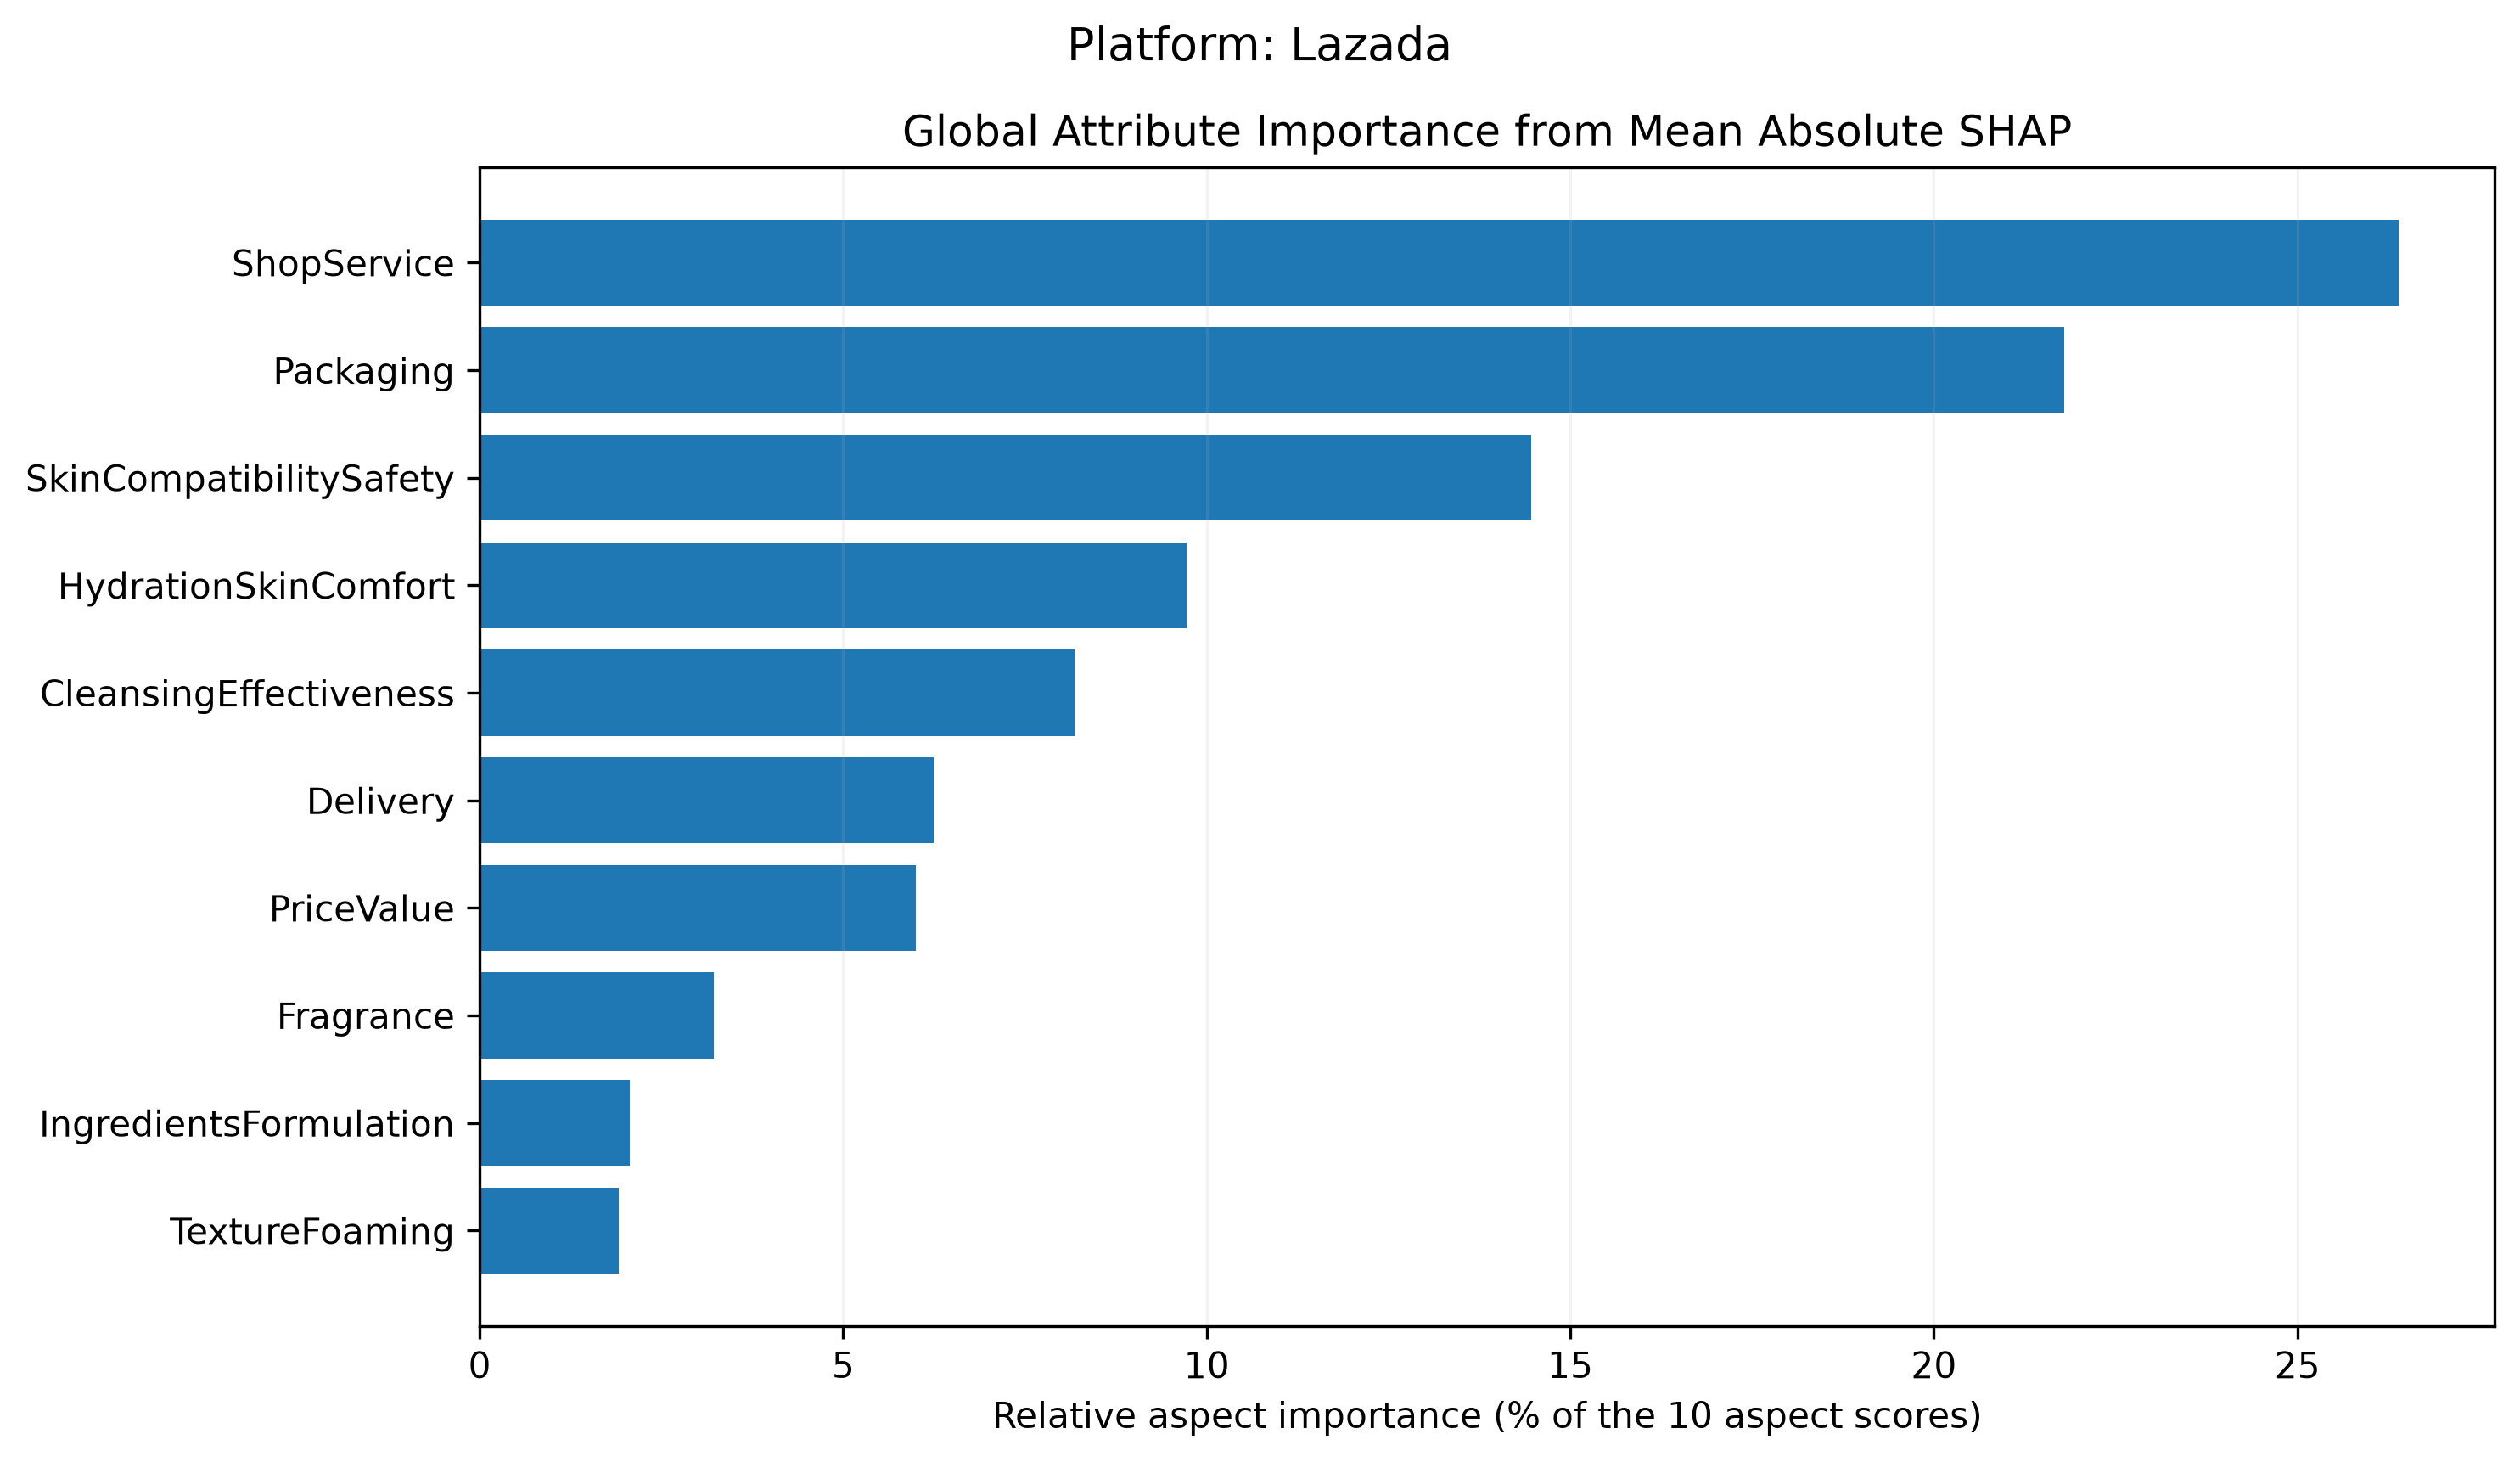 Platform: Lazada
Global Attribute Importance from Mean Absolute SHAP
ShopService
Packaging
SkinCompatibilitySafety
HydrationSkinComfort
CleansingEffectiveness
Delivery
PriceValue
Fragrance
IngredientsFormulation
TextureFoaming
0 5 10 15 20 25
Relative aspect importance (% of the 10 aspect scores)